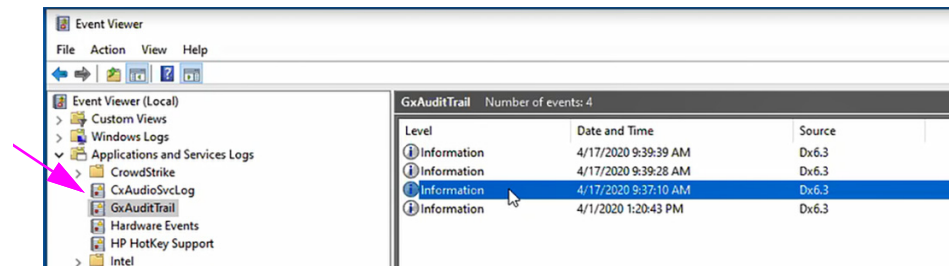 Event Viewer
File Action View Help
Event Viewer (Local)
Custom Views
Windows Logs
Applications and Services Logs
CrowdStrike
CxAudioSvcLog
GxAuditTrail
Hardware Events
HP HotKey Support
Intel
GxAuditTrail Number of events: 4
Level Date and Time Source
Information 4/17/2020 9:39:39 AM Dx6.3
Information 4/17/2020 9:39:28 AM Dx6.3
Information 4/17/2020 9:37:10 AM Dx6.3
Information 4/1/2020 1:20:43 PM Dx6.3